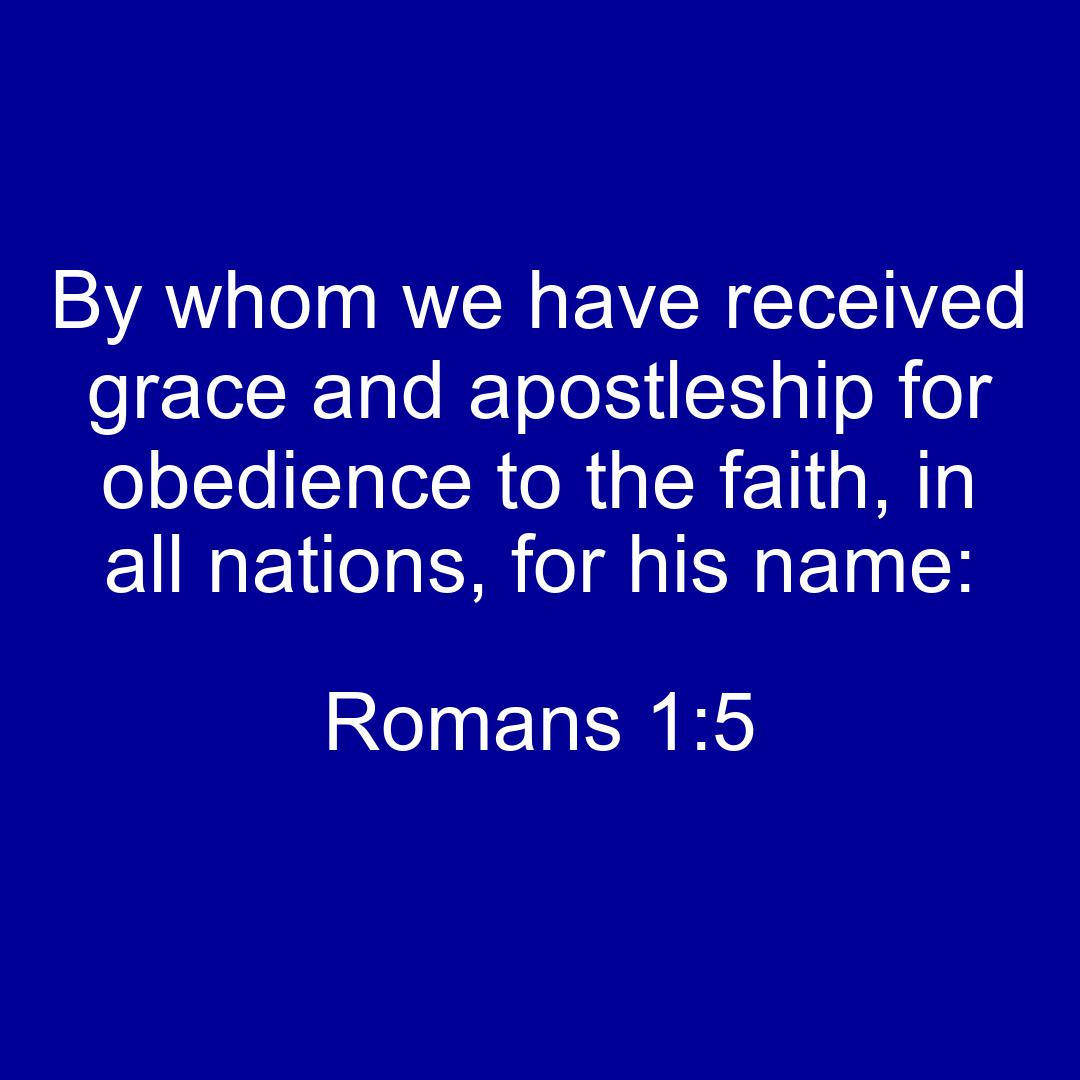 By whom we have received
grace and apostleship for
obedience to the faith, in
all nations, for his name:
Romans 1:5